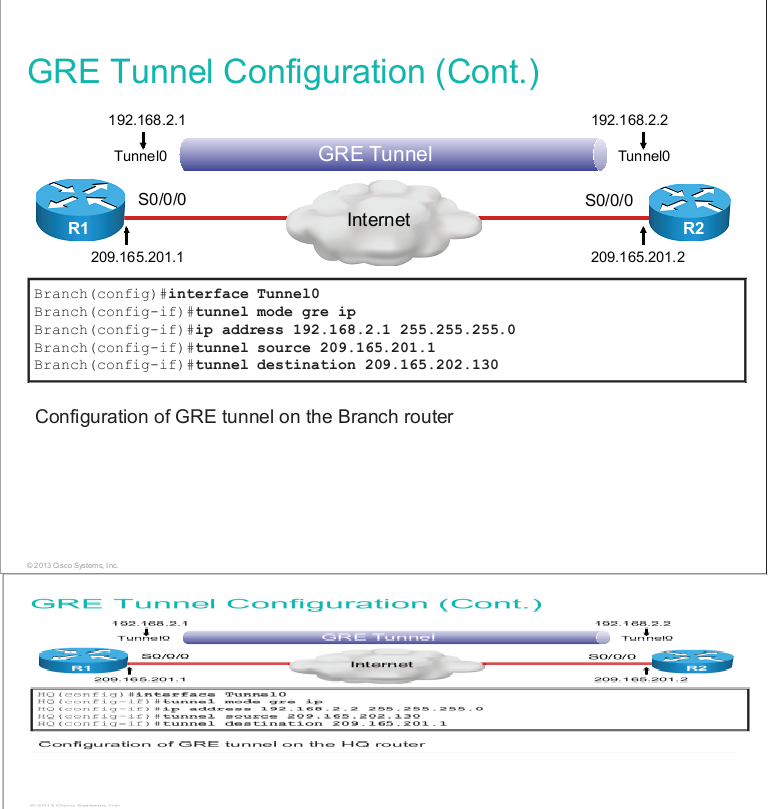 GRE Tunnel Configuration (Cont.)
192.168.2.1 192.168.2.2
Tunnel0 GRE Tunnel Tunnel0
S0/0/0 S0/0/0
R1 Internet R2
209.165.201.1 209.165.201.2
Branch(config)#interface Tunnel0
Branch(config-if)#tunnel mode gre ip
Branch(config-if)#ip address 192.168.2.1 255.255.255.0
Branch(config-if)#tunnel source 209.165.201.1
Branch(config-if)#tunnel destination 209.165.202.130
Configuration of GRE tunnel on the Branch router
© 2013 Cisco Systems, Inc.
GRE Tunnel Configuration (Cont.)
192.168.2.1 192.168.2.2
Tunnel0 GRE Tunnel Tunnel0
S0/0/0 S0/0/0
R1 Internet R2
209.165.201.1 209.165.201.2
HQ(config)#interface Tunnel0
HQ(config-if)#tunnel mode gre ip
HQ(config-if)#ip address 192.168.2.2 255.255.255.0
HQ(config-if)#tunnel source 209.165.202.130
HQ(config-if)#tunnel destination 209.165.201.1
Configuration of GRE tunnel on the HQ router
© 2013 Cisco Systems, Inc.